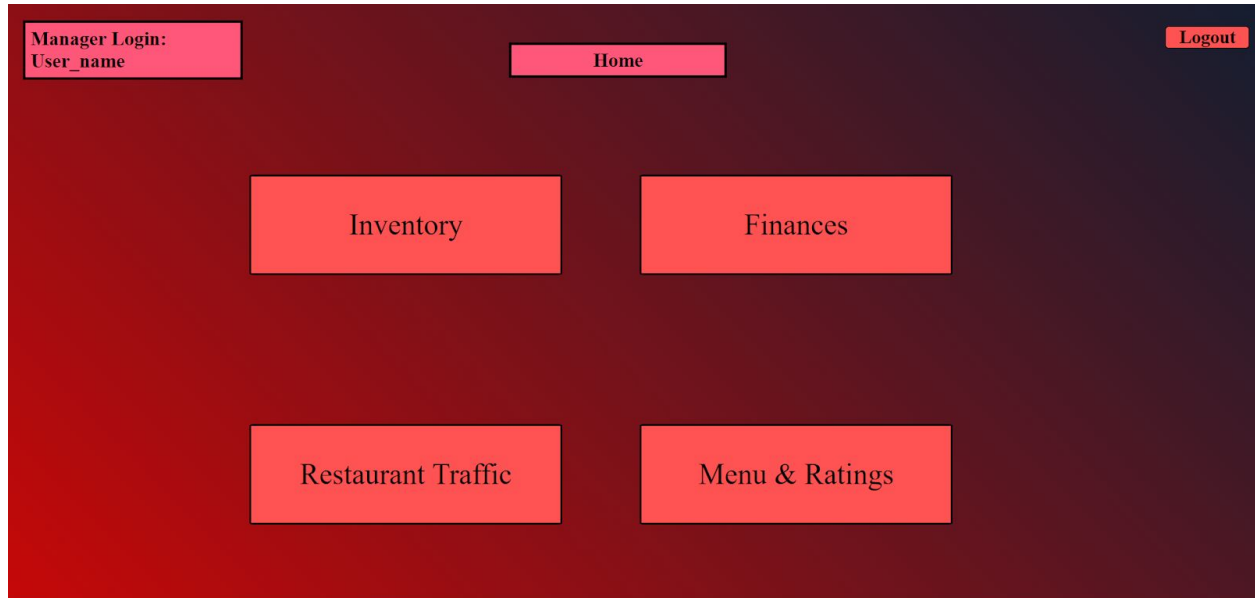 Manager Login:
User_name
Home
Logout
Inventory
Finances
Restaurant Traffic
Menu & Ratings